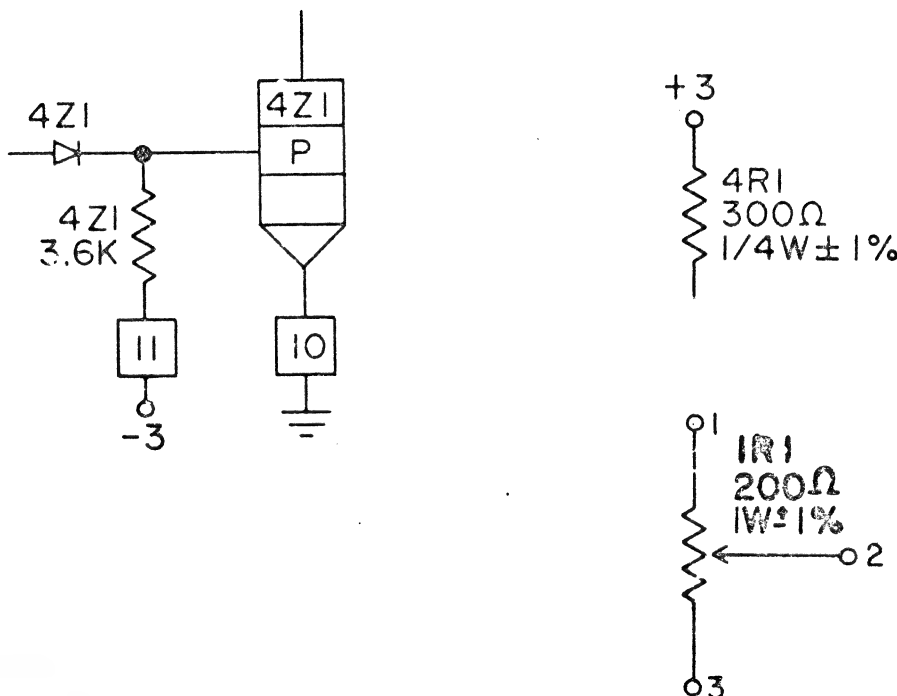 4Z1
4Z1
P
4Z1
3.6K
11
10
-3
+3
4R1
300Ω
1/4W ± 1%
1
1R1
200Ω
1W ± 1%
2
3